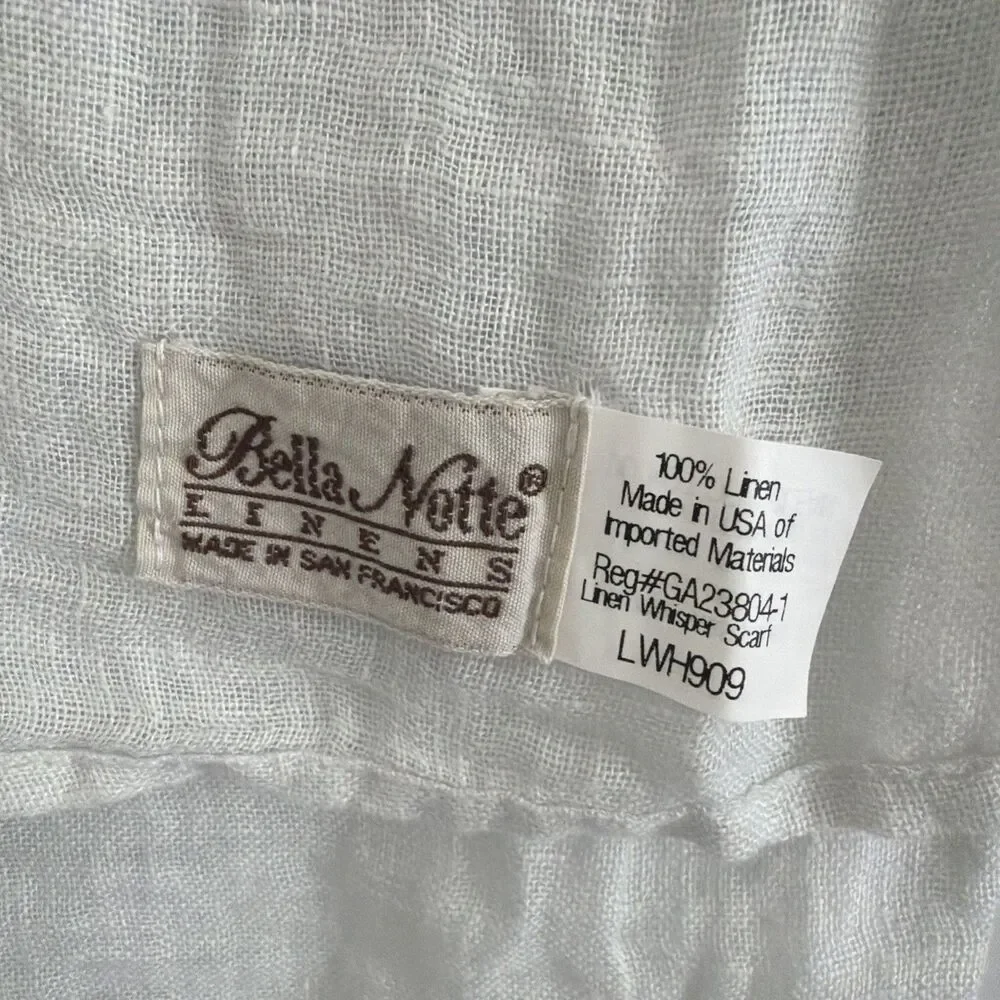 Bella Notte®
LINENS
MADE IN SAN FRANCISCO
100% Linen
Made in USA of
Imported Materials
Reg#GA23804-1
Linen Whisper Scarf
LWH909